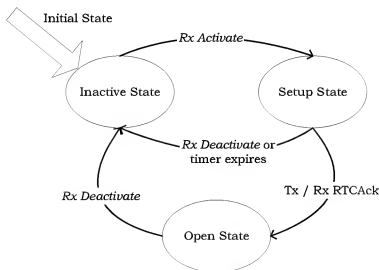 Initial State
Rx Activate
Inactive State
Setup State
Rx Deactivate or
timer expires
Rx Deactivate
Tx / Rx RTCAck
Open State